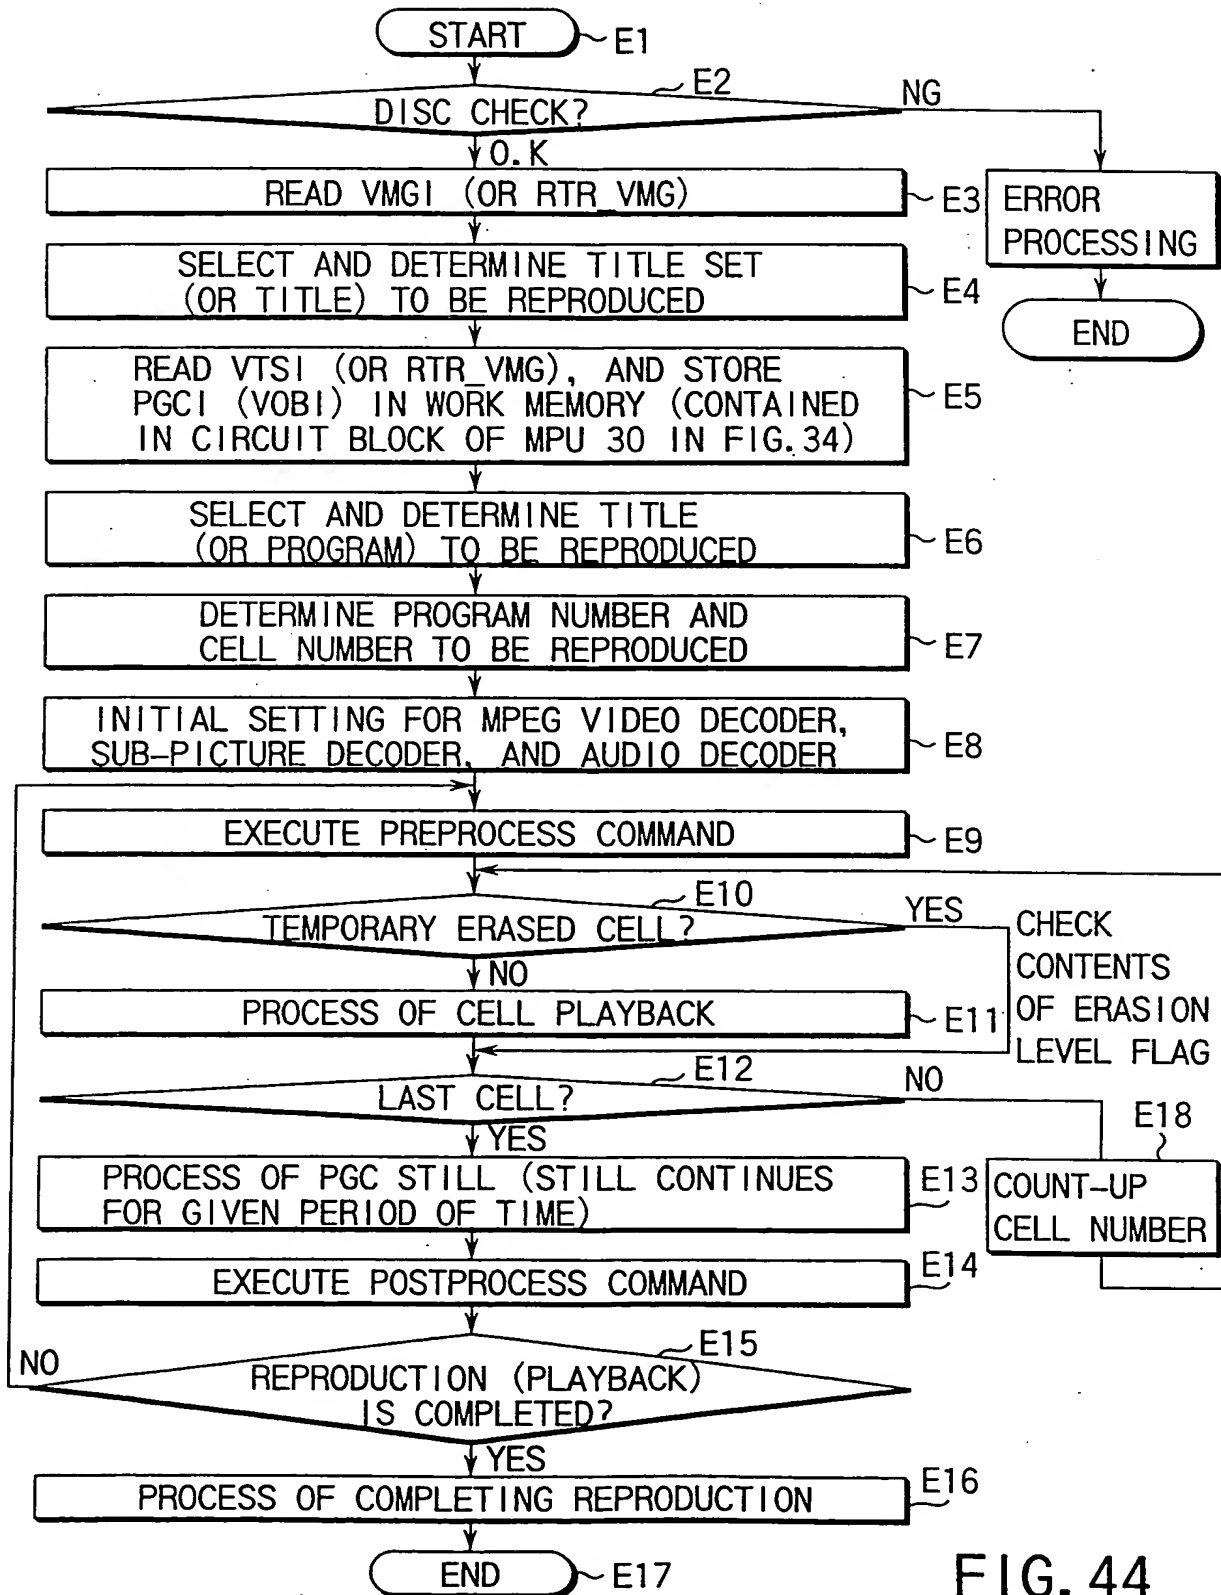 START
E1
E2
DISC CHECK?
NG
O.K
READ VMGI (OR RTR_VMG)
E3
ERROR
PROCESSING
END
SELECT AND DETERMINE TITLE SET
(OR TITLE) TO BE REPRODUCED
E4
READ VTSI (OR RTR_VMG), AND STORE
PGCI (VOBI) IN WORK MEMORY (CONTAINED
IN CIRCUIT BLOCK OF MPU 30 IN FIG. 34)
E5
SELECT AND DETERMINE TITLE
(OR PROGRAM) TO BE REPRODUCED
E6
DETERMINE PROGRAM NUMBER AND
CELL NUMBER TO BE REPRODUCED
E7
INITIAL SETTING FOR MPEG VIDEO DECODER,
SUB-PICTURE DECODER, AND AUDIO DECODER
E8
EXECUTE PREPROCESS COMMAND
E9
E10
TEMPORARY ERASED CELL?
YES
CHECK
CONTENTS
OF ERASION
LEVEL FLAG
NO
PROCESS OF CELL PLAYBACK
E11
E12
LAST CELL?
NO
YES
E18
COUNT-UP
CELL NUMBER
PROCESS OF PGC STILL (STILL CONTINUES
FOR GIVEN PERIOD OF TIME)
E13
EXECUTE POSTPROCESS COMMAND
E14
E15
NO
REPRODUCTION (PLAYBACK)
IS COMPLETED?
YES
PROCESS OF COMPLETING REPRODUCTION
E16
END
E17
FIG. 44